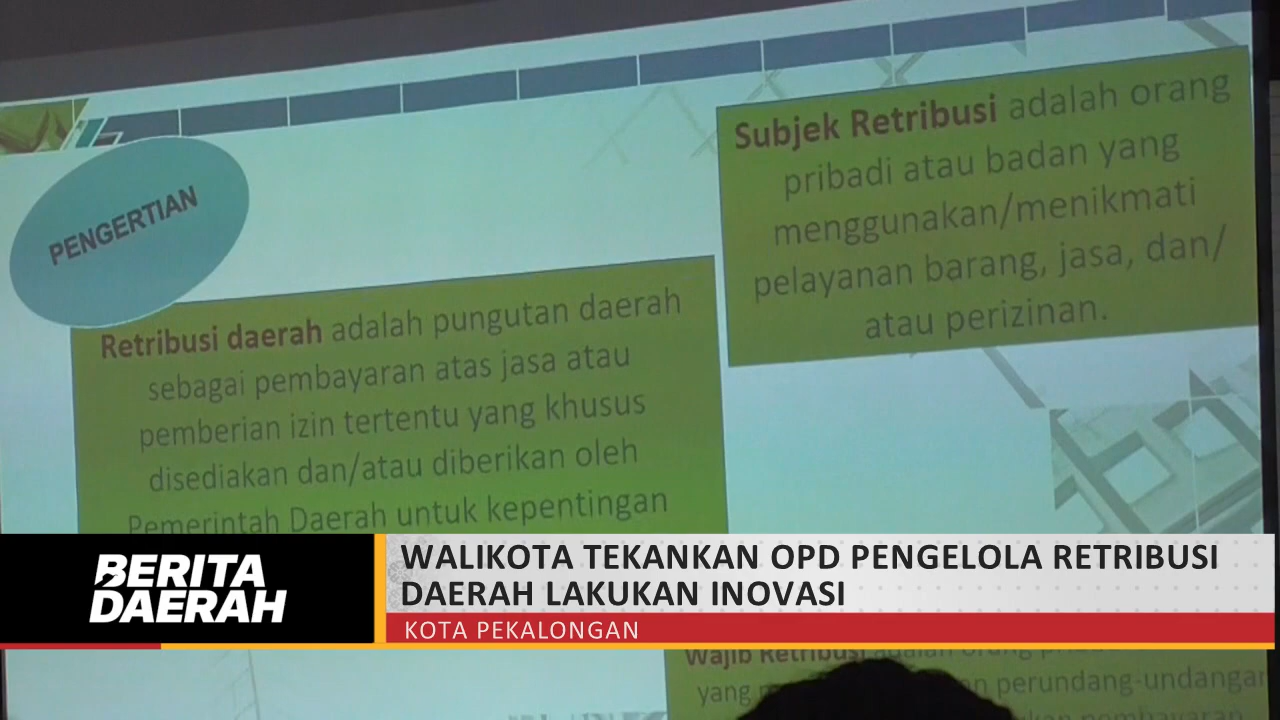 PENGERTIAN
Subjek Retribusi adalah orang
pribadi atau badan yang
menggunakan/menikmati
pelayanan barang, jasa, dan/
atau perizinan.
Retribusi daerah adalah pungutan daerah
sebagai pembayaran atas jasa atau
pemberian izin tertentu yang khusus
disediakan dan/atau diberikan oleh
Pemerintah Daerah untuk kepentingan
BERITA
DAERAH
WALIKOTA TEKANKAN OPD PENGELOLA RETRIBUSI
DAERAH LAKUKAN INOVASI
KOTA PEKALONGAN
Wajib Retribusi adalah orang
yang perundang-undangan